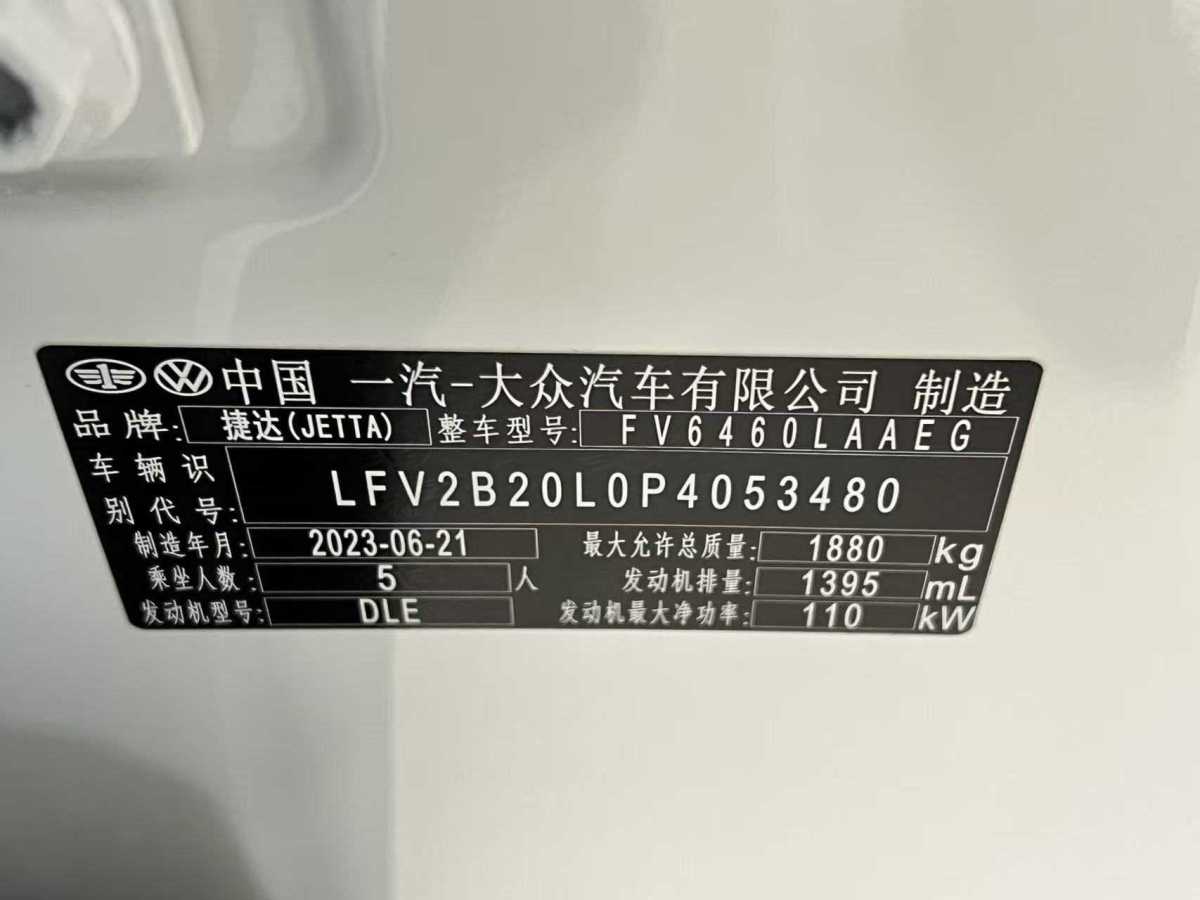 中国 一汽-大众汽车有限公司 制造
品牌: 捷达(JETTA) 整车型号: FV6460LAAEG
车辆识别代号: LFV2B20L0P4053480
制造年月: 2023-06-21 最大允许总质量: 1880 kg
乘坐人数: 5 人 发动机排量: 1395 mL
发动机型号: DLE 发动机最大净功率: 110 kW